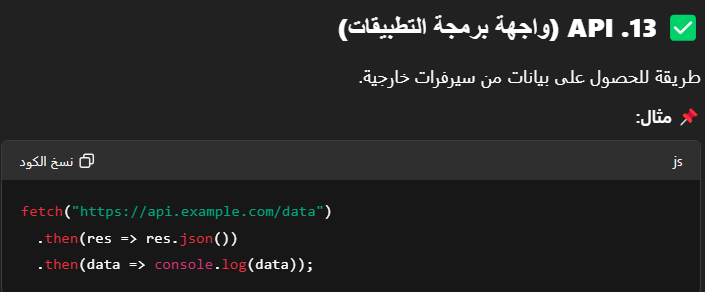 ✅ 13. API (واجهة برمجة التطبيقات)
طريقة للحصول على بيانات من سيرفرات خارجية.
📌 مثال:
js نسخ الكود
fetch("https://api.example.com/data")
  .then(res => res.json())
  .then(data => console.log(data));